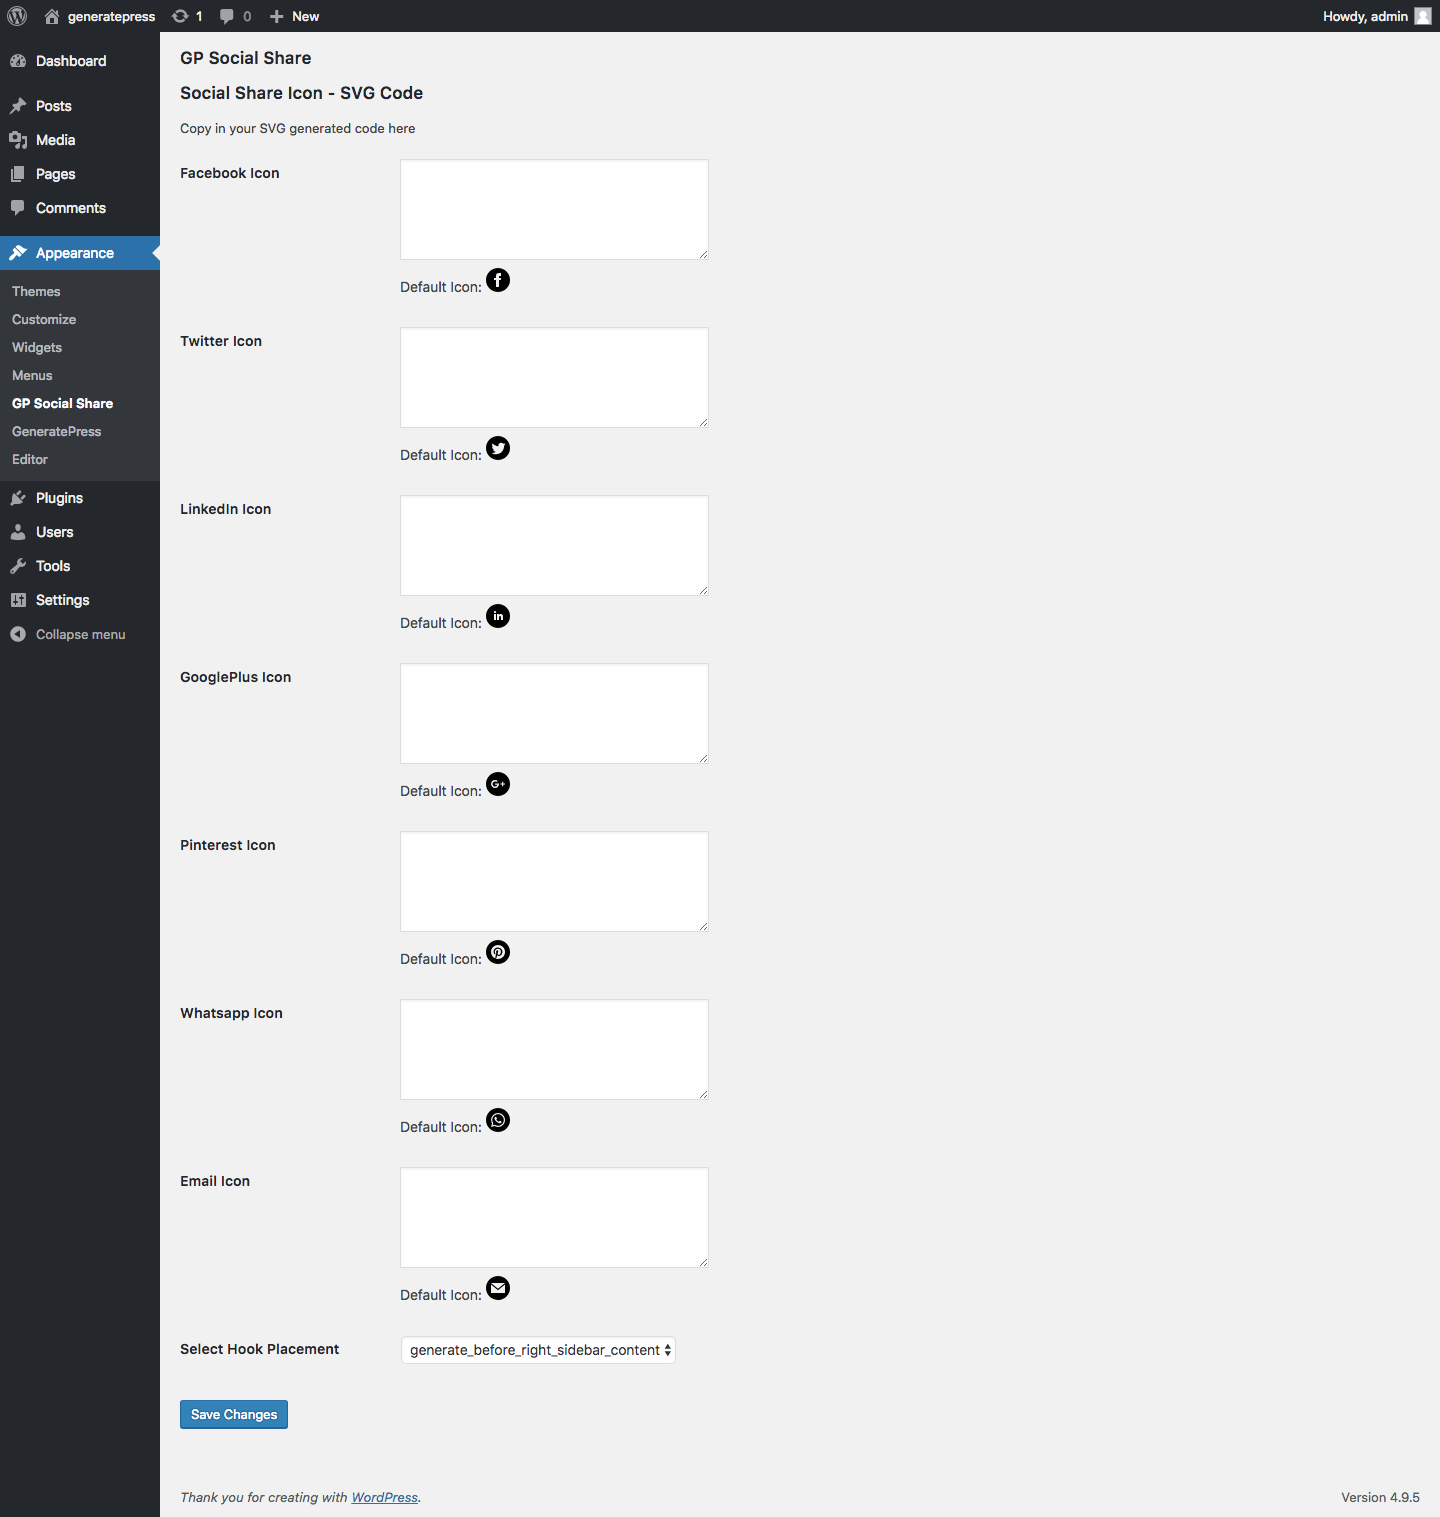 generatepress
1
0
New
Howdy, admin
Dashboard
Posts
Media
Pages
Comments
Appearance
Themes
Customize
Widgets
Menus
GP Social Share
GeneratePress
Editor
Plugins
Users
Tools
Settings
Collapse menu
GP Social Share
Social Share Icon - SVG Code
Copy in your SVG generated code here
Facebook Icon
Default Icon: f
Twitter Icon
Default Icon:
LinkedIn Icon
Default Icon: in
GooglePlus Icon
Default Icon: G+
Pinterest Icon
Default Icon:
Whatsapp Icon
Default Icon:
Email Icon
Default Icon:
Select Hook Placement
generate_before_right_sidebar_content
Save Changes
Thank you for creating with WordPress.
Version 4.9.5